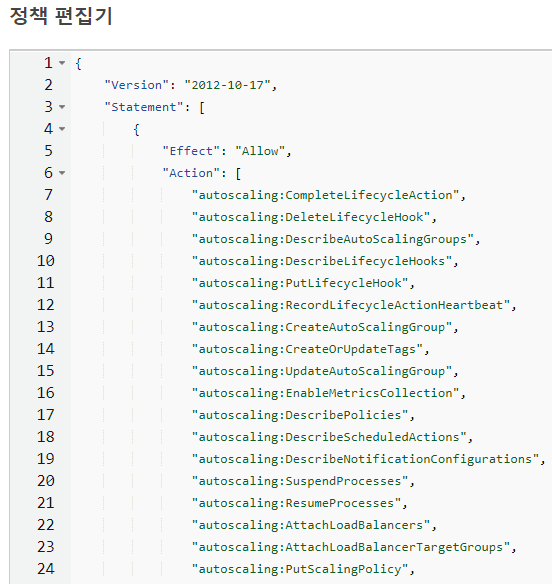 정책 편집기
1 {
2 "Version": "2012-10-17",
3 "Statement": [
4 {
5 "Effect": "Allow",
6 "Action": [
7 "autoscaling:CompleteLifecycleAction",
8 "autoscaling:DeleteLifecycleHook",
9 "autoscaling:DescribeAutoScalingGroups",
10 "autoscaling:DescribeLifecycleHooks",
11 "autoscaling:PutLifecycleHook",
12 "autoscaling:RecordLifecycleActionHeartbeat",
13 "autoscaling:CreateAutoScalingGroup",
14 "autoscaling:CreateOrUpdateTags",
15 "autoscaling:UpdateAutoScalingGroup",
16 "autoscaling:EnableMetricsCollection",
17 "autoscaling:DescribePolicies",
18 "autoscaling:DescribeScheduledActions",
19 "autoscaling:DescribeNotificationConfigurations",
20 "autoscaling:SuspendProcesses",
21 "autoscaling:ResumeProcesses",
22 "autoscaling:AttachLoadBalancers",
23 "autoscaling:AttachLoadBalancerTargetGroups",
24 "autoscaling:PutScalingPolicy",